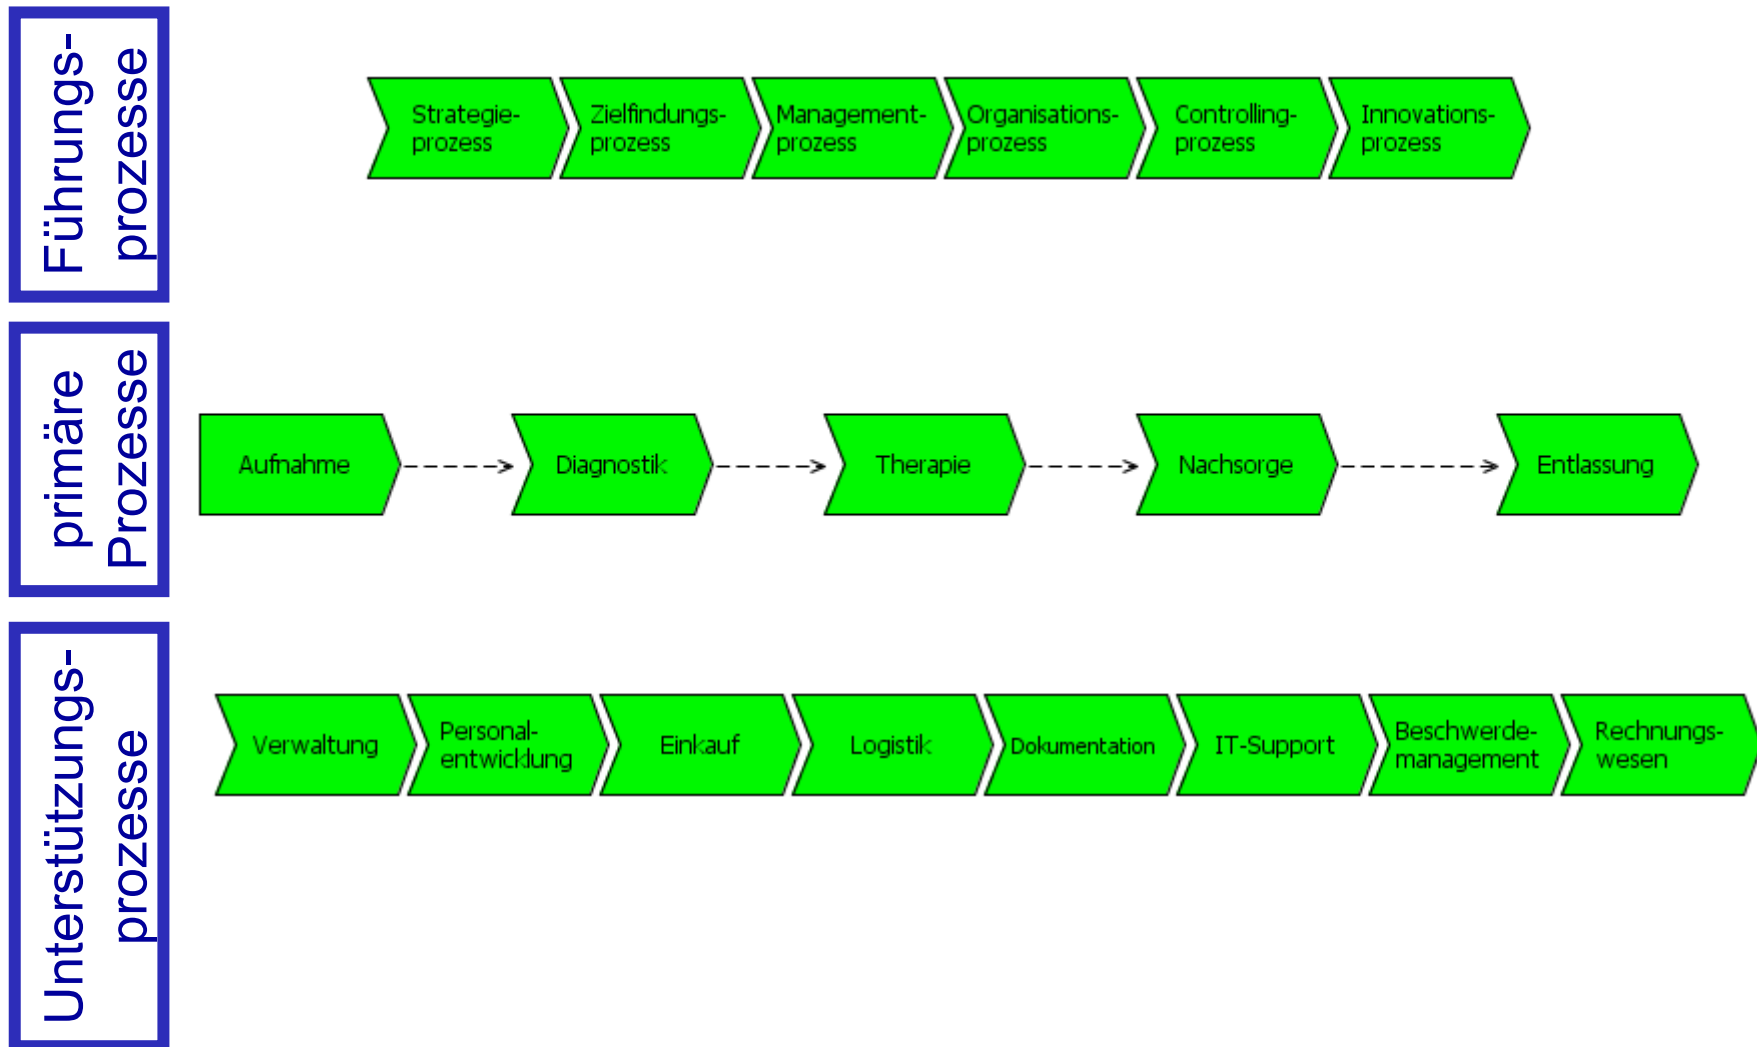 Führungs-
prozesse
Strategie-
prozess
Zielfindungs-
prozess
Management-
prozess
Organisations-
prozess
Controlling-
prozess
Innovations-
prozess
primäre
Prozesse
Aufnahme
Diagnostik
Therapie
Nachsorge
Entlassung
Unterstützungs-
prozesse
Verwaltung
Personal-
entwicklung
Einkauf
Logistik
Dokumentation
IT-Support
Beschwerde-
management
Rechnungs-
wesen